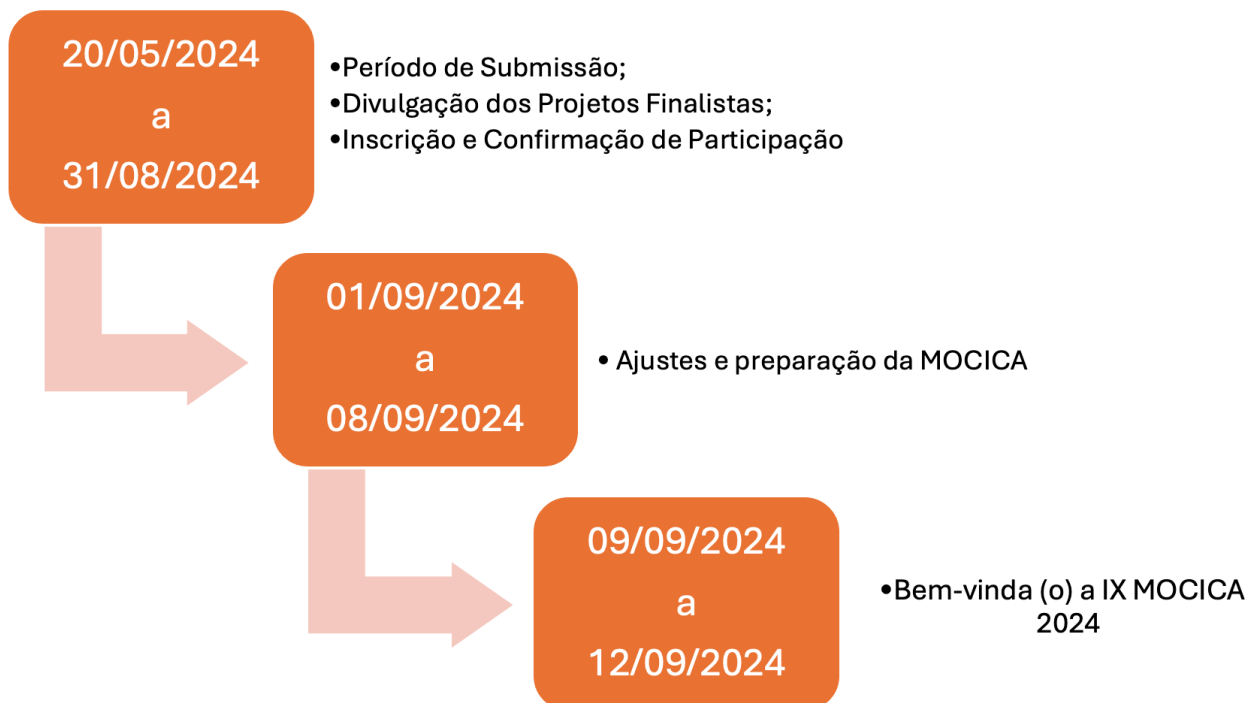 20/05/2024
a
31/08/2024
•Período de Submissão;
•Divulgação dos Projetos Finalistas;
•Inscrição e Confirmação de Participação
01/09/2024
a
08/09/2024
• Ajustes e preparação da MOCICA
09/09/2024
a
12/09/2024
•Bem-vinda (o) a IX MOCICA
2024